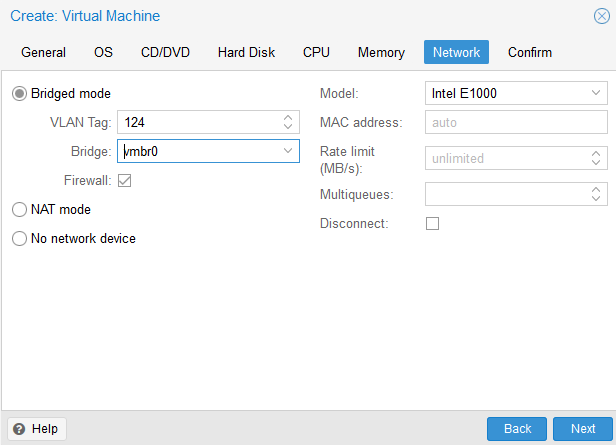 Create: Virtual Machine
General OS CD/DVD Hard Disk CPU Memory Network Confirm
Bridged mode
VLAN Tag: 124
Bridge: vmbr0
Firewall:
NAT mode
No network device
Model: Intel E1000
MAC address: auto
Rate limit
(MB/s): unlimited
Multiqueues:
Disconnect:
Help
Back
Next